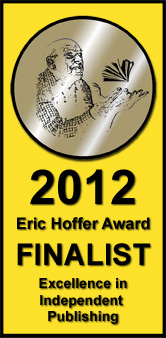 2012
Eric Hoffer Award
FINALIST
Excellence in
Independent
Publishing